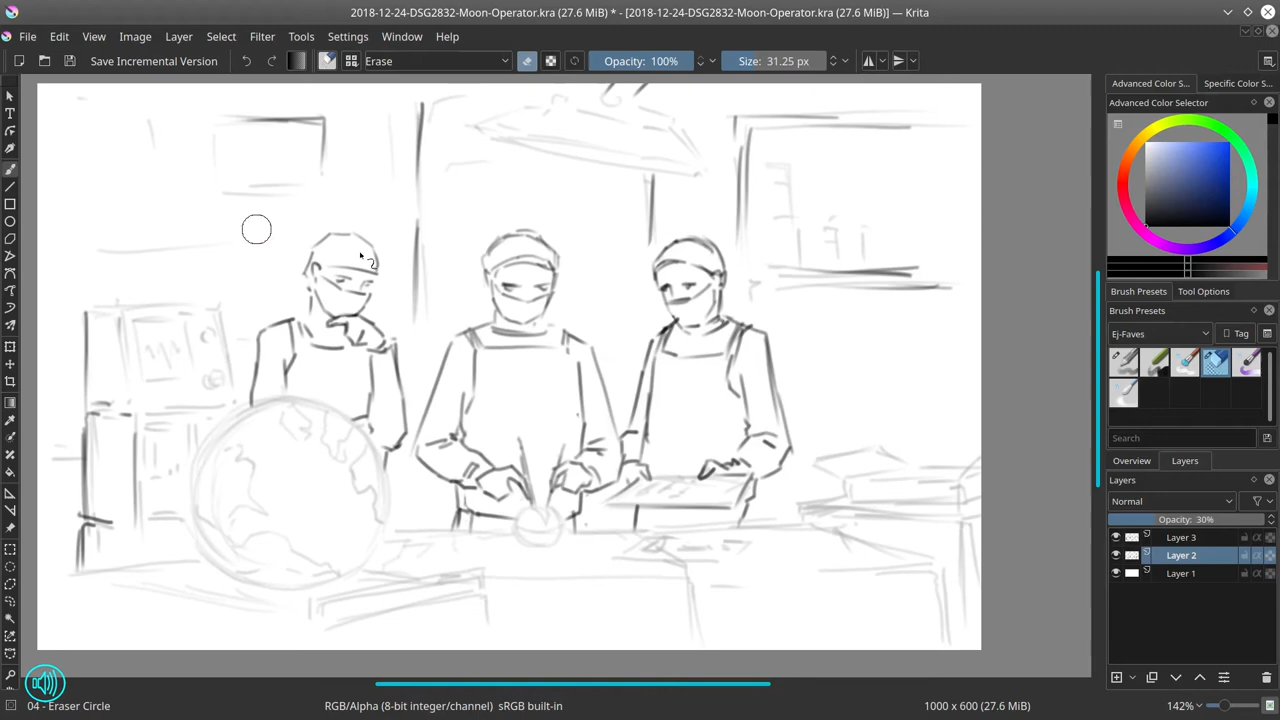 2018-12-24-DSG2832-Moon-Operator.kra (27.6 MiB) * - [2018-12-24-DSG2832-Moon-Operator.kra (27.6 MiB)] — Krita
File Edit View Image Layer Select Filter Tools Settings Window Help
Save Incremental Version Erase Opacity: 100% Size: 31.25 px
Advanced Color S... Specific Color S...
Advanced Color Selector
Brush Presets Tool Options
Brush Presets
Ej-Faves Tag
Search
Overview Layers
Layers
Normal
Opacity: 30%
Layer 3
Layer 2
Layer 1
04 - Eraser Circle RGB/Alpha (8-bit integer/channel) sRGB built-in 1000 x 600 (27.6 MiB) 142%